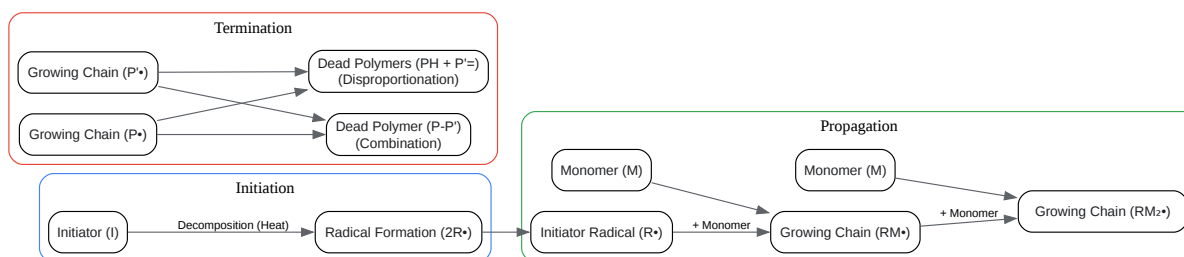 Termination
Growing Chain (P'•)
Dead Polymers (PH + P'=)
(Disproportionation)
Growing Chain (P•)
Dead Polymer (P-P')
(Combination)
Initiation
Initiator (I)
Decomposition (Heat)
Radical Formation (2R•)
Propagation
Monomer (M)
Monomer (M)
Initiator Radical (R•)
+ Monomer
Growing Chain (RM•)
+ Monomer
Growing Chain (RM₂•)